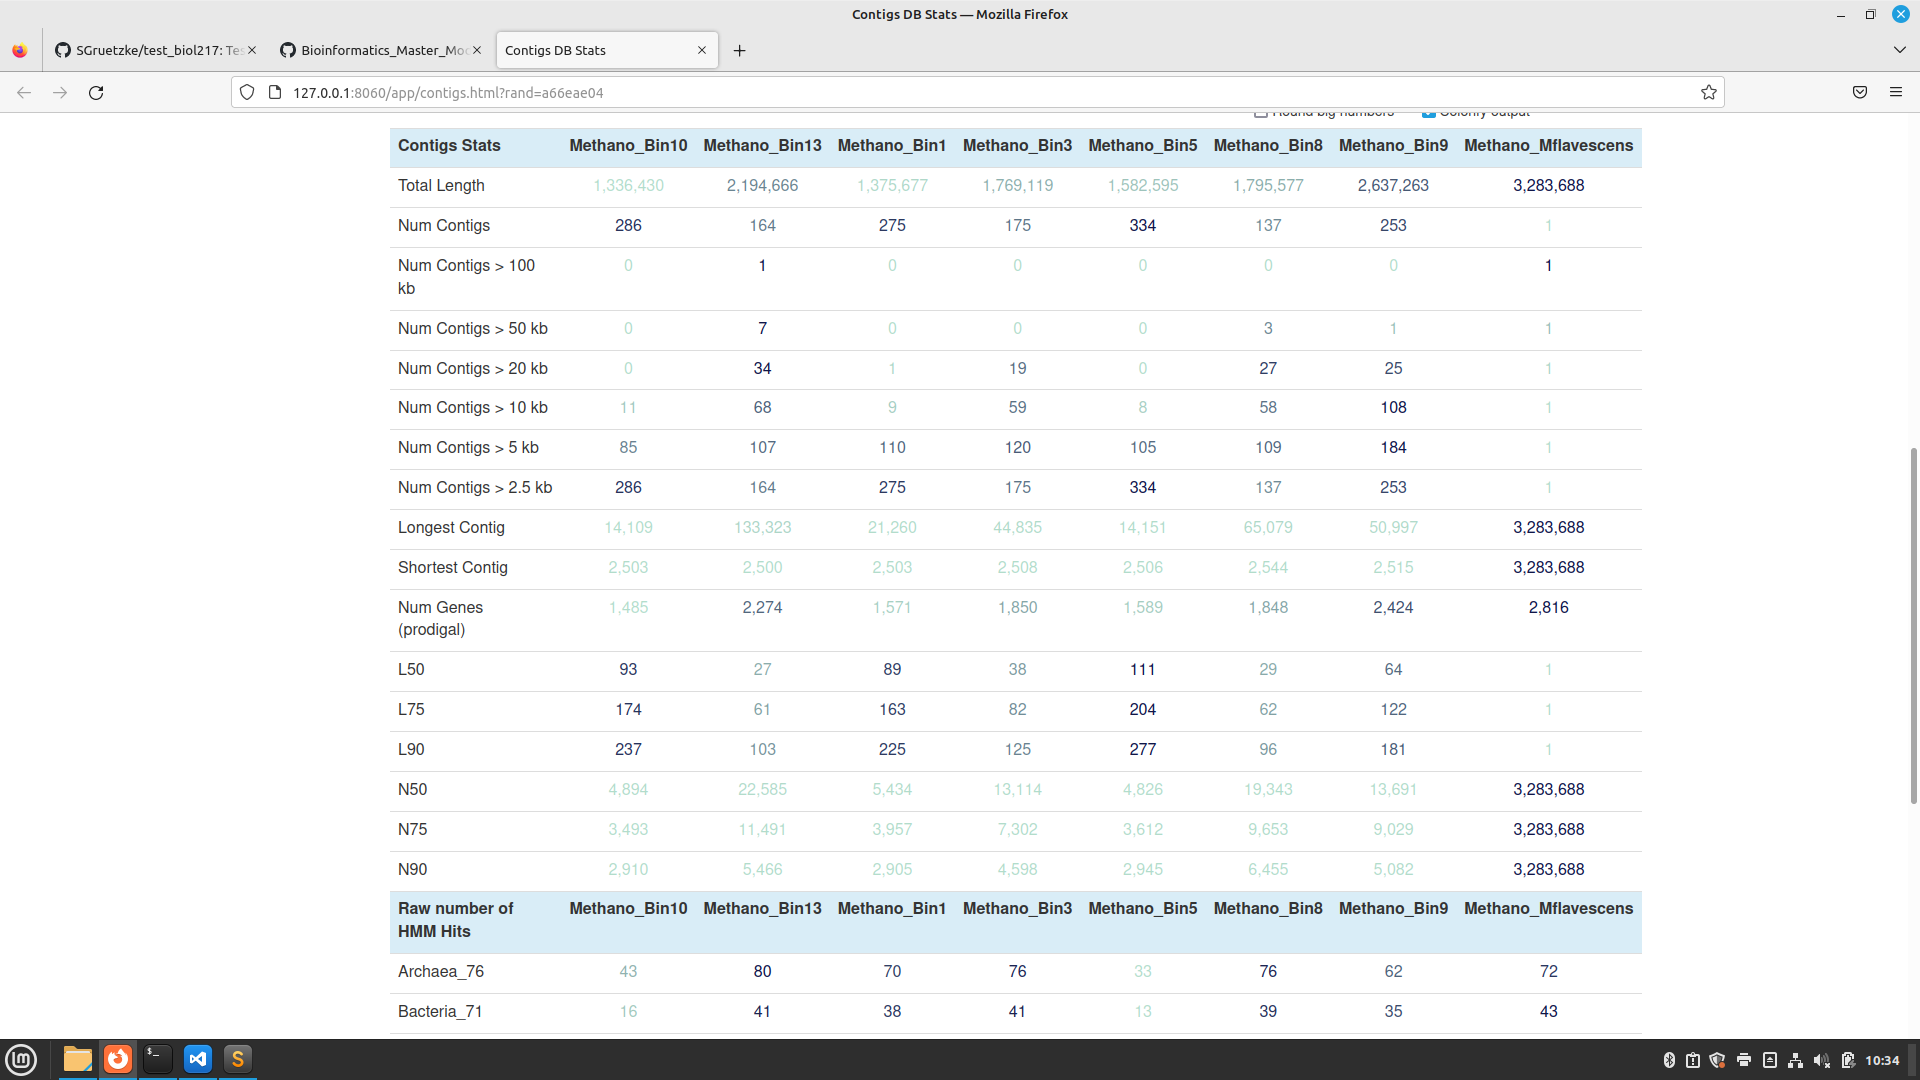 Contigs DB Stats — Mozilla Firefox
SGruetzke/test_biol217: Tes
Bioinformatics_Master_Mod
Contigs DB Stats
127.0.0.1:8060/app/contigs.html?rand=a66eae04
Round big numbers Colorify output
Contigs Stats Methano_Bin10 Methano_Bin13 Methano_Bin1 Methano_Bin3 Methano_Bin5 Methano_Bin8 Methano_Bin9 Methano_Mflavescens
Total Length 1,336,430 2,194,666 1,375,677 1,769,119 1,582,595 1,795,577 2,637,263 3,283,688
Num Contigs 286 164 275 175 334 137 253 1
Num Contigs > 100 0 1 0 0 0 0 0 1
kb
Num Contigs > 50 kb 0 7 0 0 0 3 1 1
Num Contigs > 20 kb 0 34 1 19 0 27 25 1
Num Contigs > 10 kb 11 68 9 59 8 58 108 1
Num Contigs > 5 kb 85 107 110 120 105 109 184 1
Num Contigs > 2.5 kb 286 164 275 175 334 137 253 1
Longest Contig 14,109 133,323 21,260 44,835 14,151 65,079 50,997 3,283,688
Shortest Contig 2,503 2,500 2,503 2,508 2,506 2,544 2,515 3,283,688
Num Genes 1,485 2,274 1,571 1,850 1,589 1,848 2,424 2,816
(prodigal)
L50 93 27 89 38 111 29 64 1
L75 174 61 163 82 204 62 122 1
L90 237 103 225 125 277 96 181 1
N50 4,894 22,585 5,434 13,114 4,826 19,343 13,691 3,283,688
N75 3,493 11,491 3,957 7,302 3,612 9,653 9,029 3,283,688
N90 2,910 5,466 2,905 4,598 2,945 6,455 5,082 3,283,688
Raw number of Methano_Bin10 Methano_Bin13 Methano_Bin1 Methano_Bin3 Methano_Bin5 Methano_Bin8 Methano_Bin9 Methano_Mflavescens
HMM Hits
Archaea_76 43 80 70 76 33 76 62 72
Bacteria_71 16 41 38 41 13 39 35 43
10:34